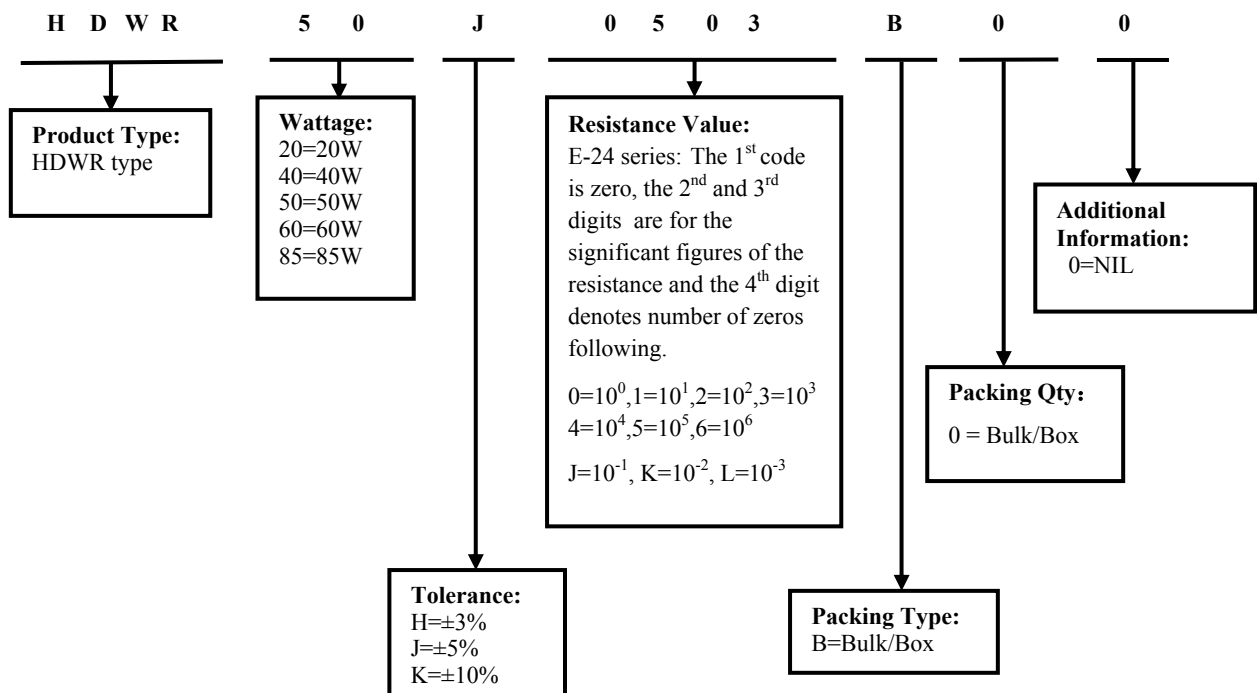 H D W R 5 0 J 0 5 0 3 B 0 0
Product Type:
HDWR type
Wattage:
20=20W
40=40W
50=50W
60=60W
85=85W
Resistance Value:
E-24 series: The 1st code
is zero, the 2nd and 3rd
digits are for the
significant figures of the
resistance and the 4th digit
denotes number of zeros
following.
0=10⁰,1=10¹,2=10²,3=10³
4=10⁴,5=10⁵,6=10⁶
J=10⁻¹, K=10⁻², L=10⁻³
Additional
Information:
0=NIL
Packing Qty：
0 = Bulk/Box
Tolerance:
H=±3%
J=±5%
K=±10%
Packing Type:
B=Bulk/Box